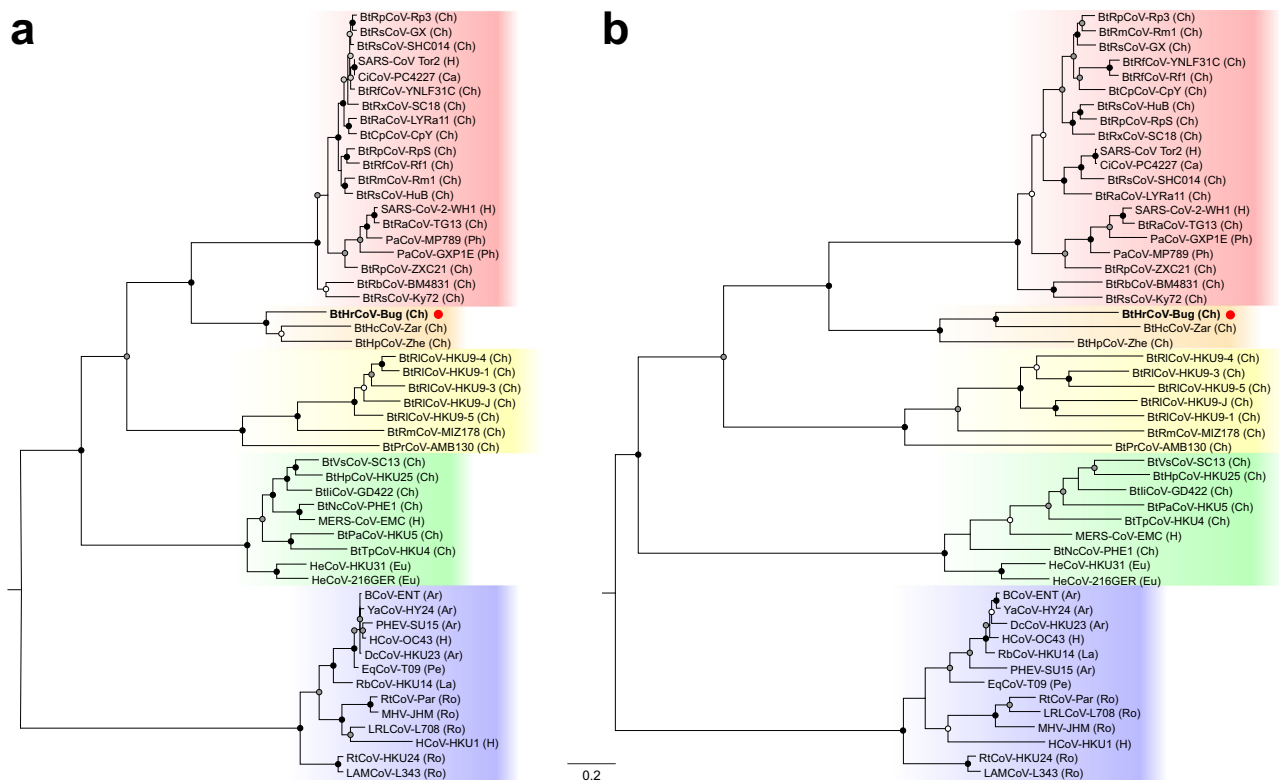 a
BtRpCoV-Rp3 (Ch)
BtRsCoV-GX (Ch)
BtRsCoV-SHC014 (Ch)
SARS-CoV Tor2 (H)
CiCoV-PC4227 (Ca)
BtRfCoV-YNLF31C (Ch)
BtRxCoV-SC18 (Ch)
BtRaCoV-LYRa11 (Ch)
BtCpCoV-CpY (Ch)
BtRpCoV-RpS (Ch)
BtRfCoV-Rf1 (Ch)
BtRmCoV-Rm1 (Ch)
BtRsCoV-HuB (Ch)
SARS-CoV-2-WH1 (H)
BtRaCoV-TG13 (Ch)
PaCoV-MP789 (Ph)
PaCoV-GXP1E (Ph)
BtRpCoV-ZXC21 (Ch)
BtRbCoV-BM4831 (Ch)
BtRsCoV-Ky72 (Ch)
BtHrCoV-Bug (Ch)
BtHcCoV-Zar (Ch)
BtHpCoV-Zhe (Ch)
BtRlCoV-HKU9-4 (Ch)
BtRlCoV-HKU9-1 (Ch)
BtRlCoV-HKU9-3 (Ch)
BtRlCoV-HKU9-J (Ch)
BtRlCoV-HKU9-5 (Ch)
BtRmCoV-MIZ178 (Ch)
BtPrCoV-AMB130 (Ch)
BtVsCoV-SC13 (Ch)
BtHpCoV-HKU25 (Ch)
BtIiCoV-GD422 (Ch)
BtNcCoV-PHE1 (Ch)
MERS-CoV-EMC (H)
BtPaCoV-HKU5 (Ch)
BtTpCoV-HKU4 (Ch)
HeCoV-HKU31 (Eu)
HeCoV-216GER (Eu)
BCoV-ENT (Ar)
YaCoV-HY24 (Ar)
PHEV-SU15 (Ar)
HCoV-OC43 (H)
DcCoV-HKU23 (Ar)
EqCoV-T09 (Pe)
RbCoV-HKU14 (La)
RtCoV-Par (Ro)
MHV-JHM (Ro)
LRLCoV-L708 (Ro)
HCoV-HKU1 (H)
RtCoV-HKU24 (Ro)
LAMCoV-L343 (Ro)
0.2
b
BtRpCoV-Rp3 (Ch)
BtRmCoV-Rm1 (Ch)
BtRsCoV-GX (Ch)
BtRfCoV-YNLF31C (Ch)
BtRfCoV-Rf1 (Ch)
BtCpCoV-CpY (Ch)
BtRsCoV-HuB (Ch)
BtRpCoV-RpS (Ch)
BtRxCoV-SC18 (Ch)
SARS-CoV Tor2 (H)
CiCoV-PC4227 (Ca)
BtRsCoV-SHC014 (Ch)
BtRaCoV-LYRa11 (Ch)
SARS-CoV-2-WH1 (H)
BtRaCoV-TG13 (Ch)
PaCoV-GXP1E (Ph)
PaCoV-MP789 (Ph)
BtRpCoV-ZXC21 (Ch)
BtRbCoV-BM4831 (Ch)
BtRsCoV-Ky72 (Ch)
BtHrCoV-Bug (Ch)
BtHcCoV-Zar (Ch)
BtHpCoV-Zhe (Ch)
BtRlCoV-HKU9-4 (Ch)
BtRlCoV-HKU9-3 (Ch)
BtRlCoV-HKU9-5 (Ch)
BtRlCoV-HKU9-J (Ch)
BtRlCoV-HKU9-1 (Ch)
BtRmCoV-MIZ178 (Ch)
BtPrCoV-AMB130 (Ch)
BtVsCoV-SC13 (Ch)
BtHpCoV-HKU25 (Ch)
BtIiCoV-GD422 (Ch)
BtPaCoV-HKU5 (Ch)
BtTpCoV-HKU4 (Ch)
MERS-CoV-EMC (H)
BtNcCoV-PHE1 (Ch)
HeCoV-HKU31 (Eu)
HeCoV-216GER (Eu)
BCoV-ENT (Ar)
YaCoV-HY24 (Ar)
DcCoV-HKU23 (Ar)
HCoV-OC43 (H)
RbCoV-HKU14 (La)
PHEV-SU15 (Ar)
EqCoV-T09 (Pe)
RtCoV-Par (Ro)
LRLCoV-L708 (Ro)
MHV-JHM (Ro)
HCoV-HKU1 (H)
RtCoV-HKU24 (Ro)
LAMCoV-L343 (Ro)